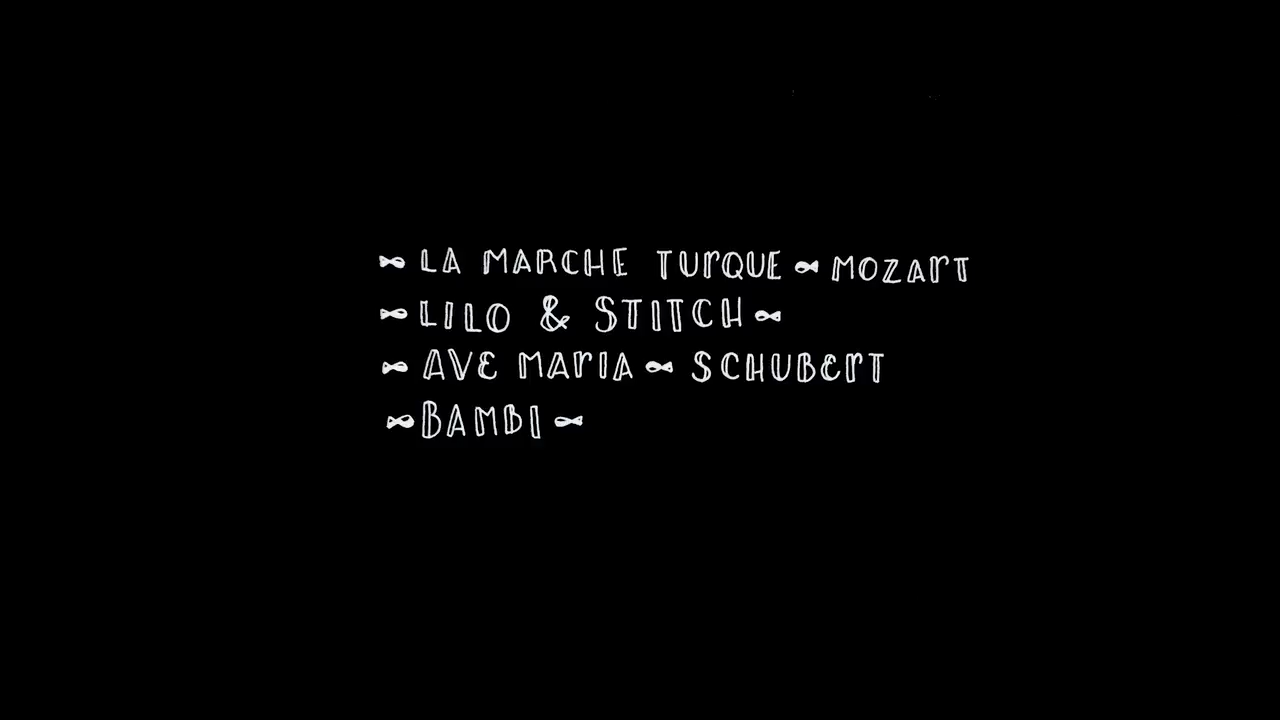 LA MARCHE TURQUE MOZART
LILO & STITCH
AVE MARIA SCHUBERT
BAMBI